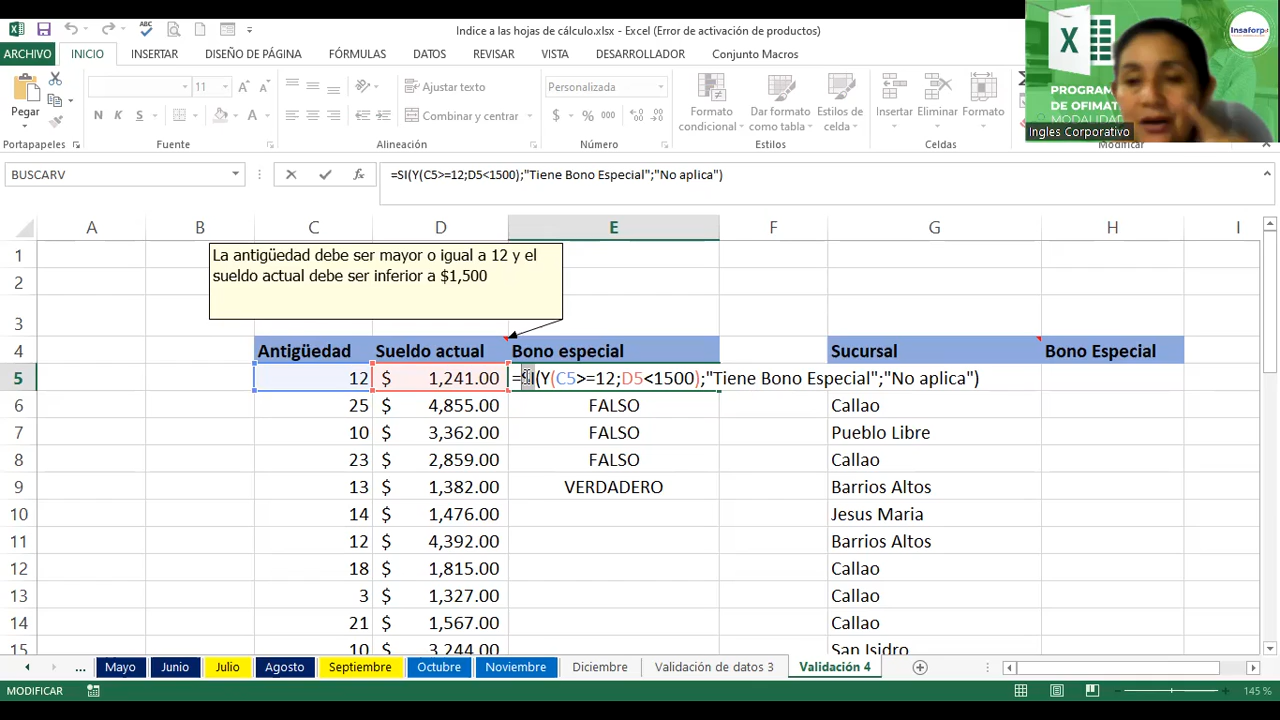 Indice a las hojas de cálculo.xlsx - Excel (Error de activación de productos)
ARCHIVO INICIO INSERTAR DISEÑO DE PÁGINA FÓRMULAS DATOS REVISAR VISTA DESARROLLADOR Conjunto Macros
Insaforp
PROGRAM
DE OFIMAT
MODALIDAD
Ingles Corporativo
Pegar
11
N K S
Ajustar texto
Combinar y centrar
Personalizada
$ % 000
Formato condicional
Dar formato como tabla
Estilos de celda
Insertar Eliminar Formato
Portapapeles Fuente Alineación Número Estilos Celdas Modificar
BUSCARV
=SI(Y(C5>=12;D5<1500);"Tiene Bono Especial";"No aplica")
A B C D E F G H I
1
La antigüedad debe ser mayor o igual a 12 y el
sueldo actual debe ser inferior a $1,500
2
3
4 Antigüedad Sueldo actual Bono especial Sucursal Bono Especial
5 12 $ 1,241.00 =SI(Y(C5>=12;D5<1500);"Tiene Bono Especial";"No aplica")
6 25 $ 4,855.00 FALSO Callao
7 10 $ 3,362.00 FALSO Pueblo Libre
8 23 $ 2,859.00 FALSO Callao
9 13 $ 1,382.00 VERDADERO Barrios Altos
10 14 $ 1,476.00 Jesus Maria
11 12 $ 4,392.00 Barrios Altos
12 18 $ 1,815.00 Callao
13 3 $ 1,327.00 Callao
14 21 $ 1,567.00 Callao
15 10 $ 3,244.00 San Isidro
... Mayo Junio Julio Agosto Septiembre Octubre Noviembre Diciembre Validación de datos 3 Validación 4
MODIFICAR 145 %